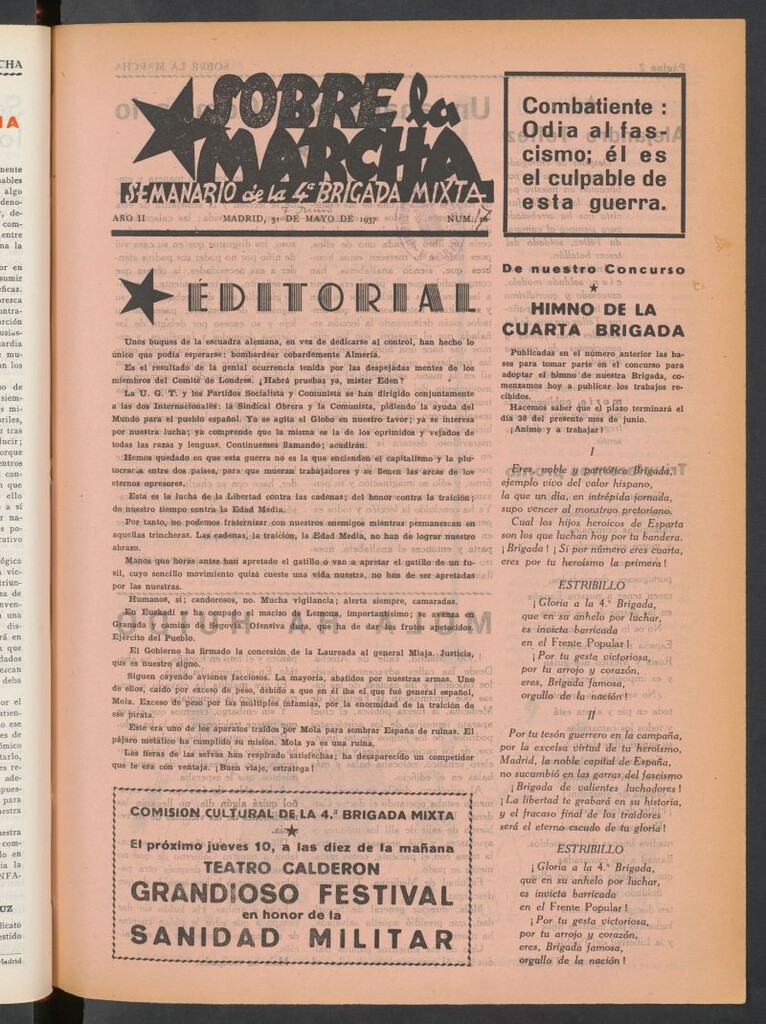 SOBRE la
MARCHA
SEMANARIO de la 4ª BRIGADA MIXTA
7 Junio
AÑO II MADRID, 31 DE MAYO DE 1937 NUM. 17
Combatiente :
Odia al fas-
cismo; él es
el culpable de
esta guerra.
EDITORIAL
Unos buques de la escuadra alemana, en vez de dedicarse al control, han hecho lo
único que podía esperarse: bombardear cobardemente Almería.
Es el resultado de la genial ocurrencia tenida por las despejadas mentes de los
miembros del Comité de Londres. ¿Habrá pruebas ya, míster Eden?
La U. G. T. y los Partidos Socialista y Comunista se han dirigido conjuntamente
a las dos Internacionales: la Sindical Obrera y la Comunista, pidiendo la ayuda del
Mundo para el pueblo español. Ya se agita el Globo en nuestro favor; ya se interesa
por nuestra lucha; ya comprende que la misma es la de los oprimidos y vejados de
todas las razas y lenguas. Continuemos llamando; acudirán.
Hemos quedado en que esta guerra no es la que encienden el capitalismo y la plu-
tocracia entre dos países, para que mueran trabajadores y se llenen las arcas de los
eternos opresores.
Esta es la lucha de la Libertad contra las cadenas; del honor contra la traición;
de nuestro tiempo contra la Edad Media.
Por tanto, no podemos fraternizar con nuestros enemigos mientras permanezcan en
aquellas trincheras. Las cadenas, la traición, la Edad Media, no han de lograr nuestro
abrazo.
Manos que horas antes han apretado el gatillo o van a apretar el gatillo de un fu-
sil, cuyo sencillo movimiento quizá cueste una vida nuestra, no han de ser apretadas
por las nuestras.
Humanos, sí; candorosos, no. Mucha vigilancia; alerta siempre, camaradas.
En Euzkadi se ha ocupado el macizo de Lemona, importantísimo; se avanza en
Granada y camino de Segovia. Ofensiva dura, que ha de dar los frutos apetecidos.
Ejército del Pueblo.
El Gobierno ha firmado la concesión de la Laureada al general Miaja. Justicia,
que es nuestro signo.
Siguen cayendo aviones facciosos. La mayoría, abatidos por nuestras armas. Uno
de ellos, caído por exceso de peso, debido a que en él iba el que fué general español,
Mola. Exceso de peso por las múltiples infamias, por la enormidad de la traición de
ese pirata.
Este era uno de los aparatos traídos por Mola para sembrar España de ruinas. El
pájaro metálico ha cumplido su misión. Mola ya es una ruina.
Las fieras de las selvas han respirado satisfechas; ha desaparecido un competidor
que le era con ventaja. ¡Buen viaje, estratega!
COMISION CULTURAL DE LA 4.ª BRIGADA MIXTA
El próximo jueves 10, a las diez de la mañana
TEATRO CALDERON
GRANDIOSO FESTIVAL
en honor de la
SANIDAD MILITAR
De nuestro Concurso
HIMNO DE LA
CUARTA BRIGADA
Publicadas en el número anterior las ba-
ses para tomar parte en el concurso para
adoptar el himno de nuestra Brigada, co-
menzamos hoy a publicar los trabajos re-
cibidos.
Hacemos saber que el plazo terminará el
día 30 del presente mes de junio.
¡Animo y a trabajar!
I
Eres, noble y patriótica Brigada,
ejemplo vivo del valor hispano,
la que un día, en intrépida jornada,
supo vencer al monstruo pretoriano.
Cual los hijos heroicos de Esparta
son los que luchan hoy por tu bandera.
¡Brigada! ¡Si por número eres cuarta,
eres por tu heroísmo la primera!
ESTRIBILLO
¡Gloria a la 4.ª Brigada,
que en su anhelo por luchar,
es invicta barricada
en el Frente Popular!
¡Por tu gesta victoriosa,
por tu arrojo y corazón,
eres, Brigada famosa,
orgullo de la nación!
II
Por tu tesón guerrero en la campaña,
por la excelsa virtud de tu heroísmo,
Madrid, la noble capital de España,
no sucumbió en las garras del fascismo
¡Brigada de valientes luchadores!
¡La libertad te grabará en su historia,
y el fracaso final de los traidores
será el eterno escudo de tu gloria!
ESTRIBILLO
¡Gloria a la 4.ª Brigada,
que en su anhelo por luchar,
es invicta barricada
en el Frente Popular!
¡Por tu gesta victoriosa,
por tu arrojo y corazón,
eres, Brigada famosa,
orgullo de la nación!